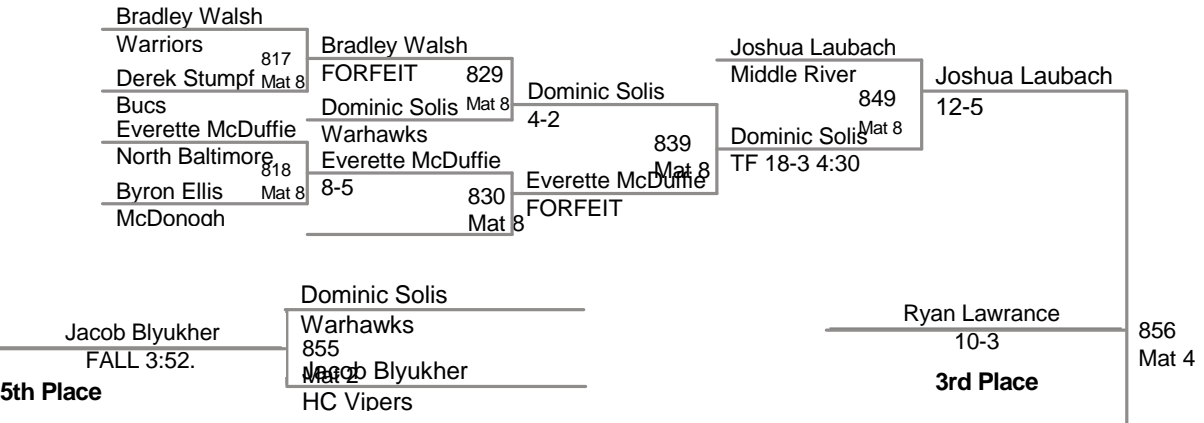 Bradley Walsh
Warriors
817
Derek Stumpf Mat 8
Bucs
Everette McDuffie
North Baltimore
818
Byron Ellis Mat 8
McDonogh
Bradley Walsh
FORFEIT 829
Dominic Solis Mat 8
Warhawks
Everette McDuffie
8-5
830
Mat 8
Dominic Solis
4-2
839
Mat 8
Everette McDuffie
FORFEIT
Joshua Laubach
Middle River
849
Mat 8
Dominic Solis
TF 18-3 4:30
Joshua Laubach
12-5
Dominic Solis
Warhawks
855
Mat 2
Jacob Blyukher
HC Vipers
Jacob Blyukher
FALL 3:52.
5th Place
Ryan Lawrance
10-3
3rd Place
856
Mat 4